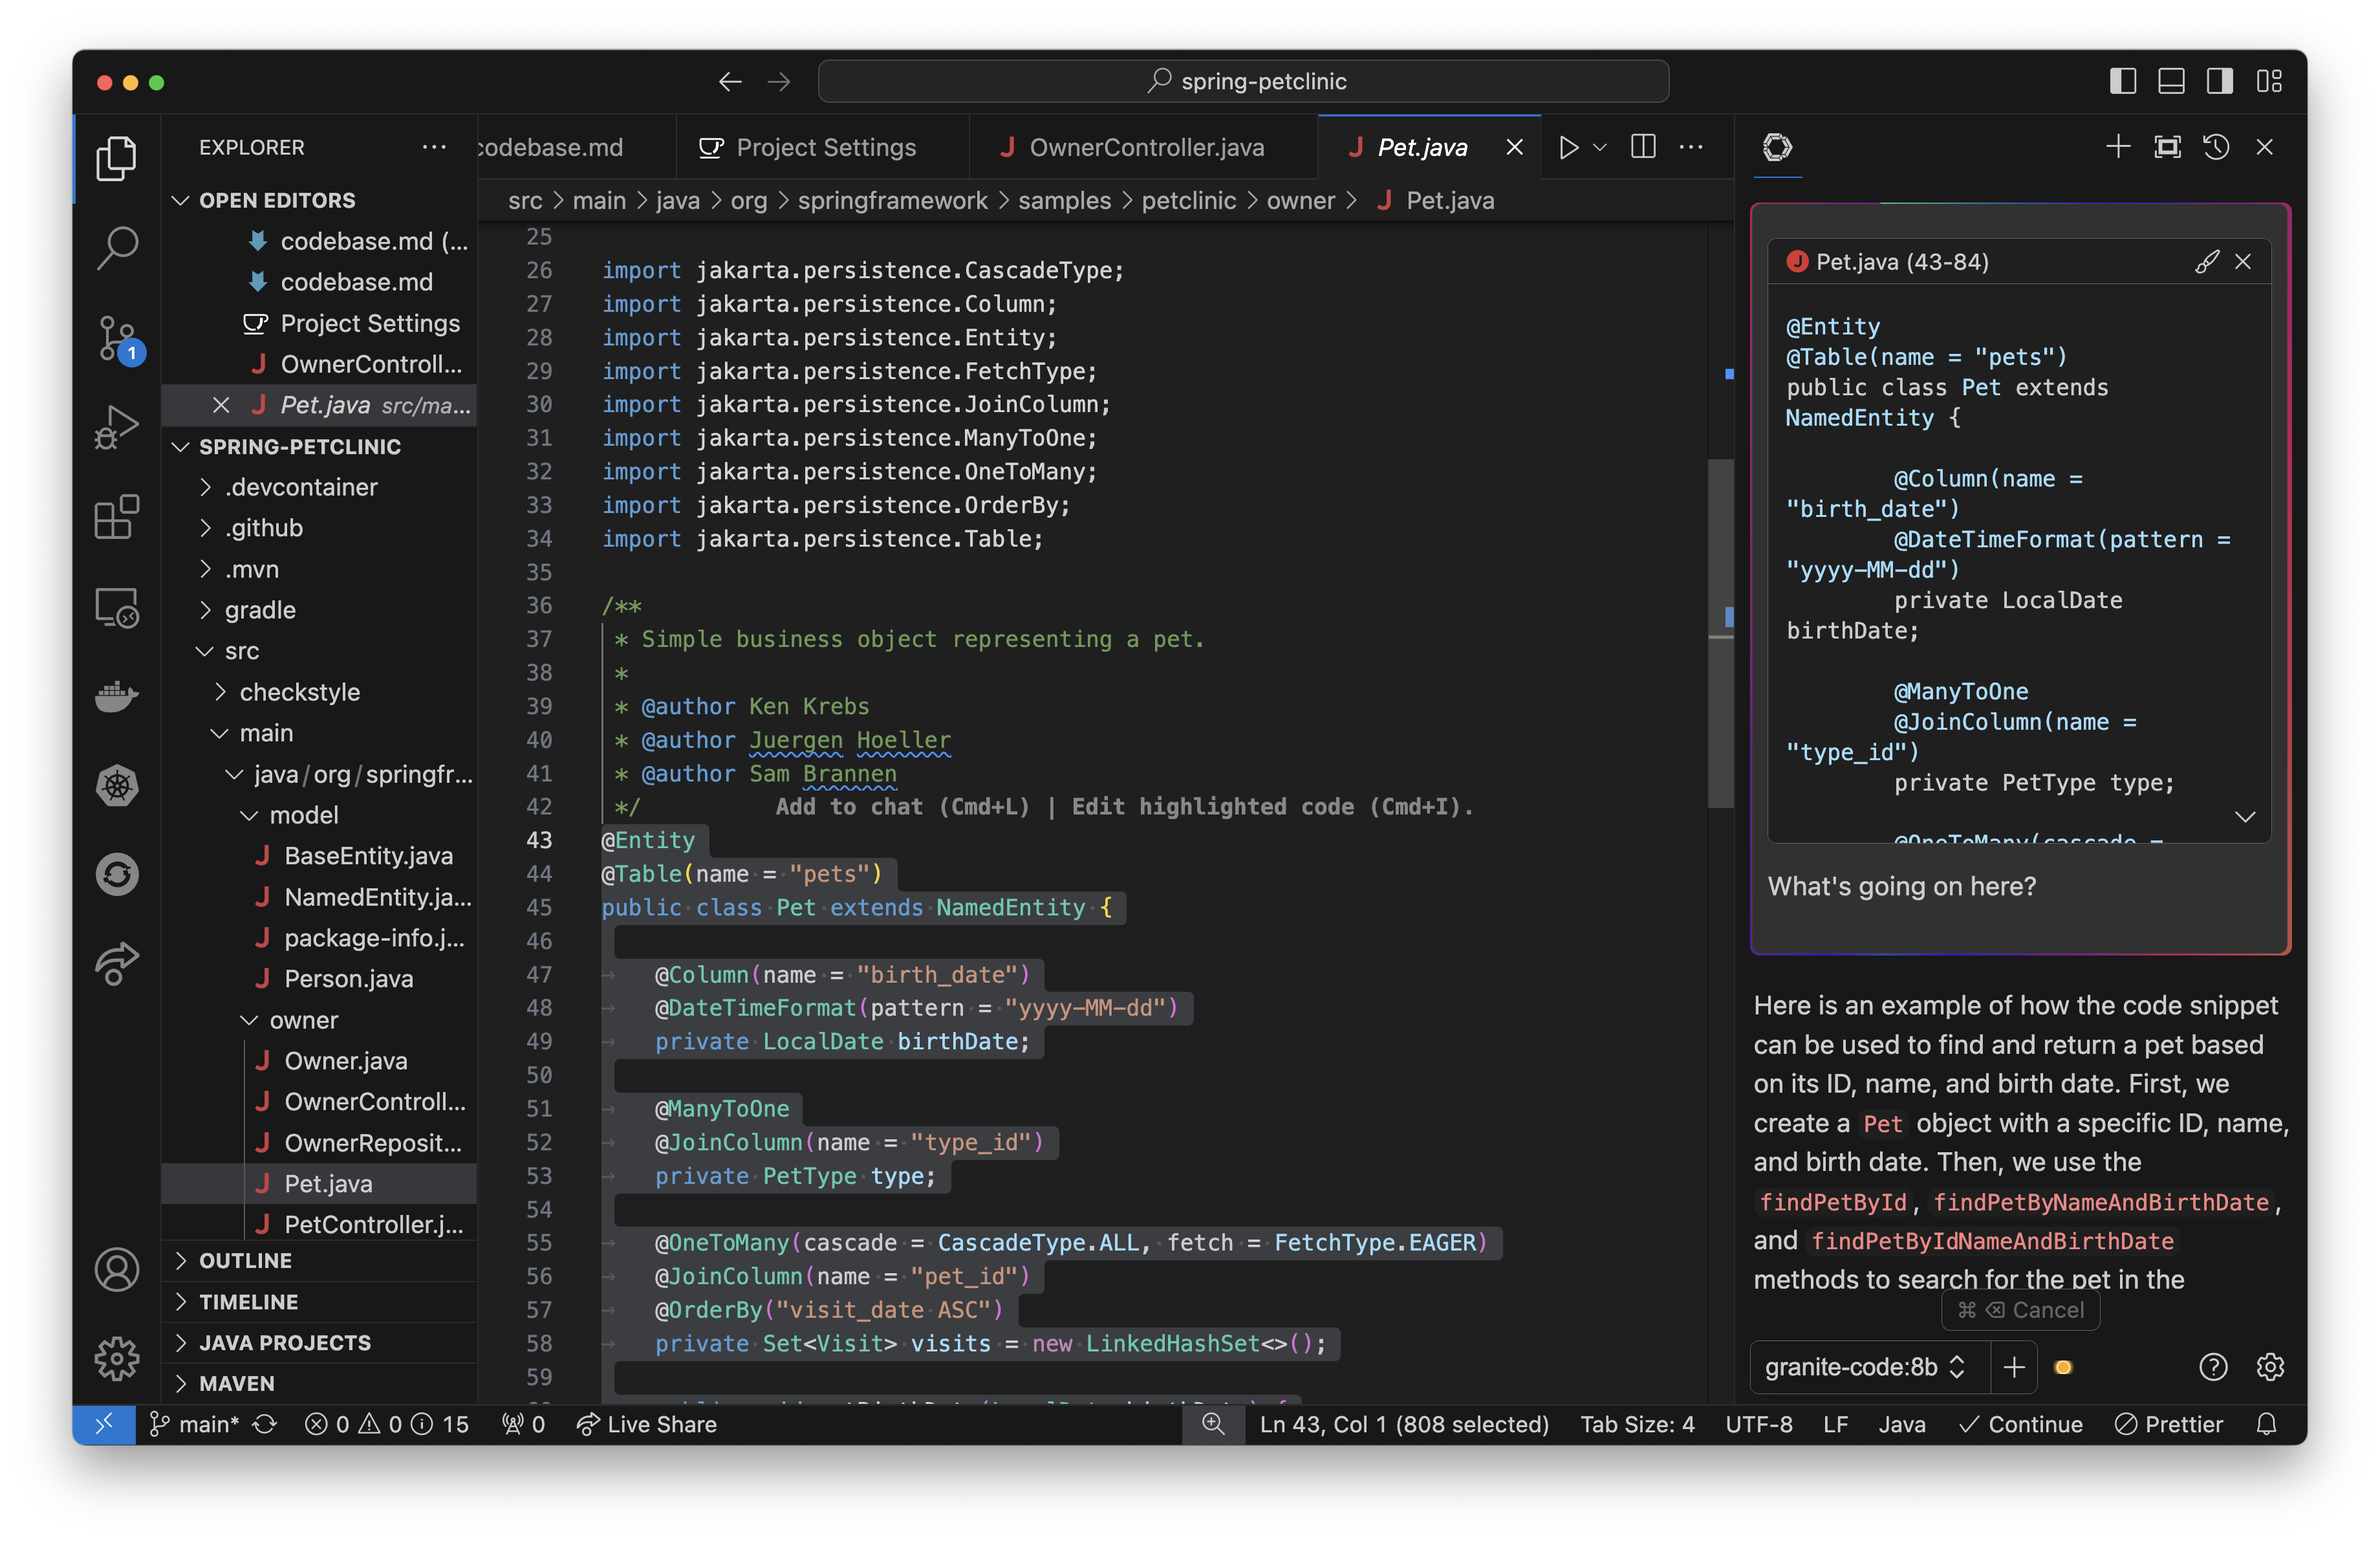 spring-petclinic
EXPLORER
OPEN EDITORS
codebase.md (...
codebase.md
Project Settings
OwnerControll...
Pet.java src/ma...
SPRING-PETCLINIC
.devcontainer
.github
.mvn
gradle
src
checkstyle
main
java/org/springfr...
model
BaseEntity.java
NamedEntity.ja...
package-info.j...
Person.java
owner
Owner.java
OwnerControll...
OwnerReposit...
Pet.java
PetController.j...
OUTLINE
TIMELINE
JAVA PROJECTS
MAVEN
1
codebase.md
Project Settings
OwnerController.java
Pet.java
src > main > java > org > springframework > samples > petclinic > owner > Pet.java
25
26 import jakarta.persistence.CascadeType;
27 import jakarta.persistence.Column;
28 import jakarta.persistence.Entity;
29 import jakarta.persistence.FetchType;
30 import jakarta.persistence.JoinColumn;
31 import jakarta.persistence.ManyToOne;
32 import jakarta.persistence.OneToMany;
33 import jakarta.persistence.OrderBy;
34 import jakarta.persistence.Table;
35
36 /**
37 * Simple business object representing a pet.
38 *
39 * @author Ken Krebs
40 * @author Juergen Hoeller
41 * @author Sam Brannen
42 */ Add to chat (Cmd+L) | Edit highlighted code (Cmd+I).
43 @Entity
44 @Table(name = "pets")
45 public class Pet extends NamedEntity {
46
47 @Column(name = "birth_date")
48 @DateTimeFormat(pattern = "yyyy-MM-dd")
49 private LocalDate birthDate;
50
51 @ManyToOne
52 @JoinColumn(name = "type_id")
53 private PetType type;
54
55 @OneToMany(cascade = CascadeType.ALL, fetch = FetchType.EAGER)
56 @JoinColumn(name = "pet_id")
57 @OrderBy("visit_date ASC")
58 private Set<Visit> visits = new LinkedHashSet<>();
59
Pet.java (43-84)
@Entity
@Table(name = "pets")
public class Pet extends
NamedEntity {
@Column(name =
"birth_date")
@DateTimeFormat(pattern =
"yyyy-MM-dd")
private LocalDate
birthDate;
@ManyToOne
@JoinColumn(name =
"type_id")
private PetType type;
@OneToMany(cascade =
What's going on here?
Here is an example of how the code snippet
can be used to find and return a pet based
on its ID, name, and birth date. First, we
create a Pet object with a specific ID, name,
and birth date. Then, we use the
findPetById, findPetByNameAndBirthDate,
and findPetByIdNameAndBirthDate
methods to search for the pet in the
⌘ ⌫ Cancel
granite-code:8b
main* 0 0 15 0 Live Share
Ln 43, Col 1 (808 selected) Tab Size: 4 UTF-8 LF Java Continue Prettier